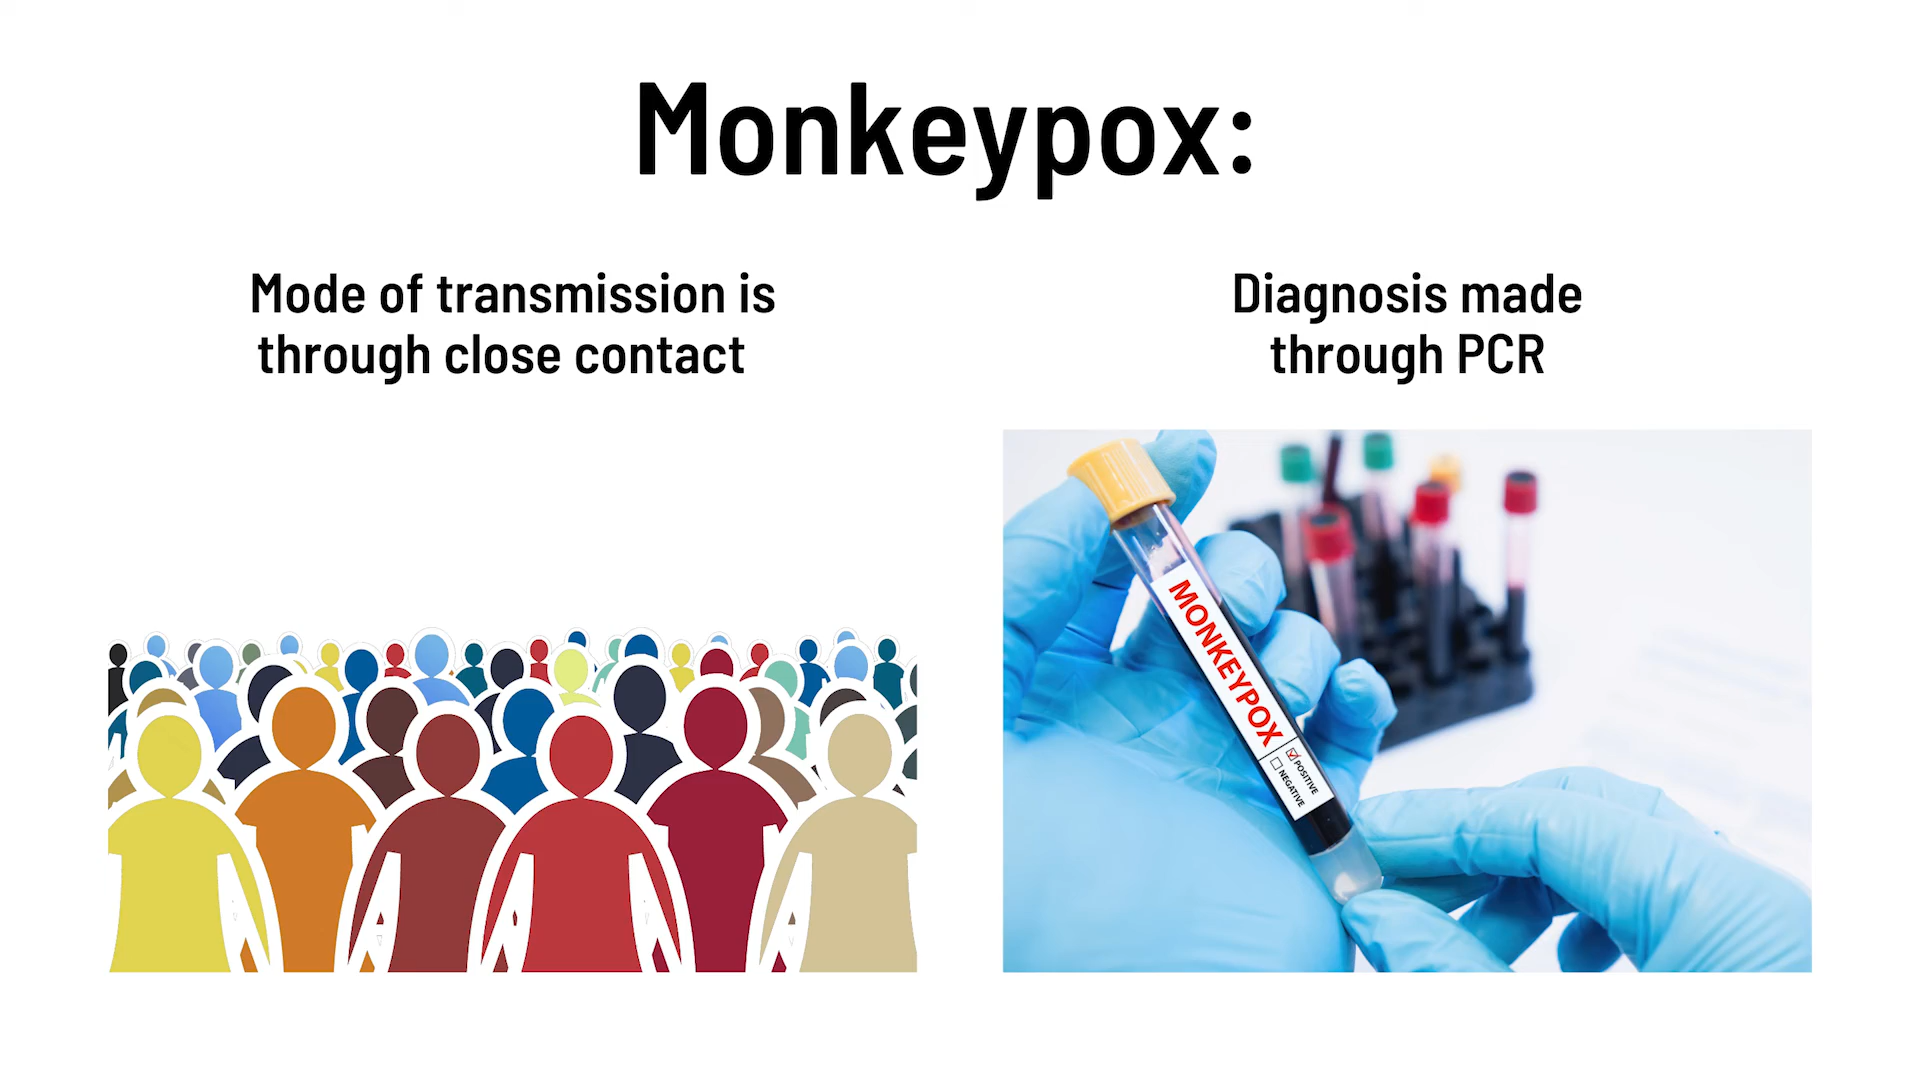 Monkeypox:
Mode of transmission is
through close contact
Diagnosis made
through PCR
MONKEYPOX
POSITIVE
NEGATIVE